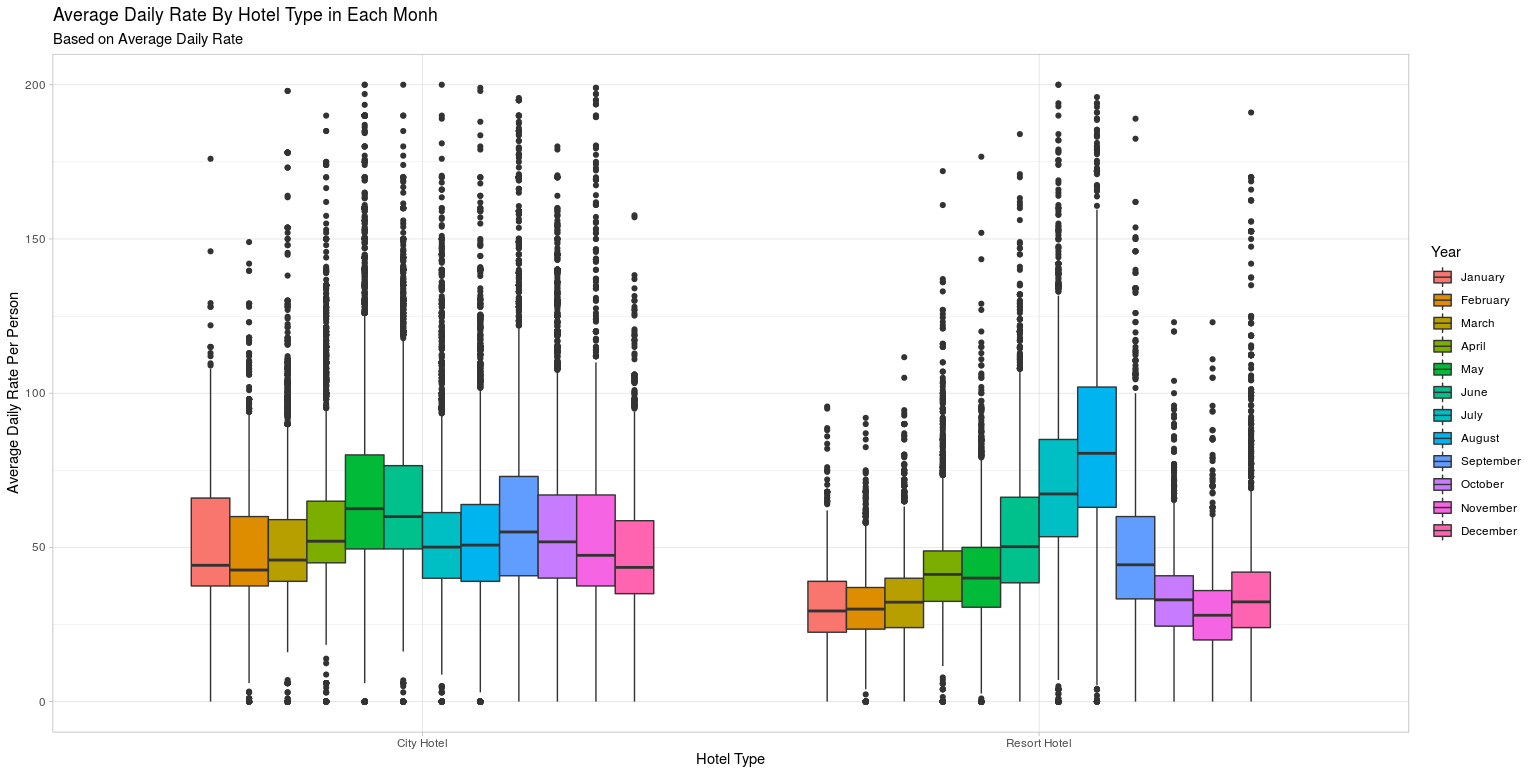 Average Daily Rate By Hotel Type in Each Monh
Based on Average Daily Rate
Average Daily Rate Per Person
200
150
100
50
0
City Hotel
Resort Hotel
Hotel Type
Year
January
February
March
April
May
June
July
August
September
October
November
December